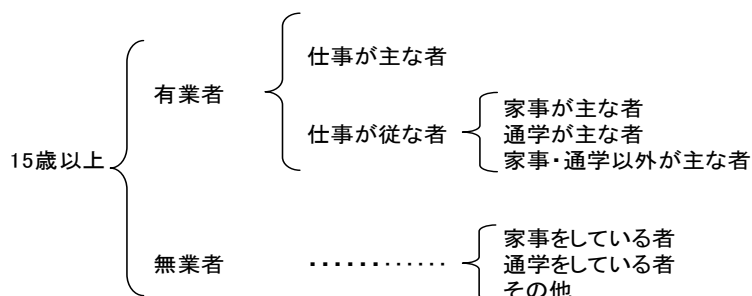 仕事が主な者
有業者
家事が主な者
仕事が従な者
通学が主な者
家事・通学以外が主な者
15歳以上
家事をしている者
無業者 ・・・・・・・・・・・・
通学をしている者
その他